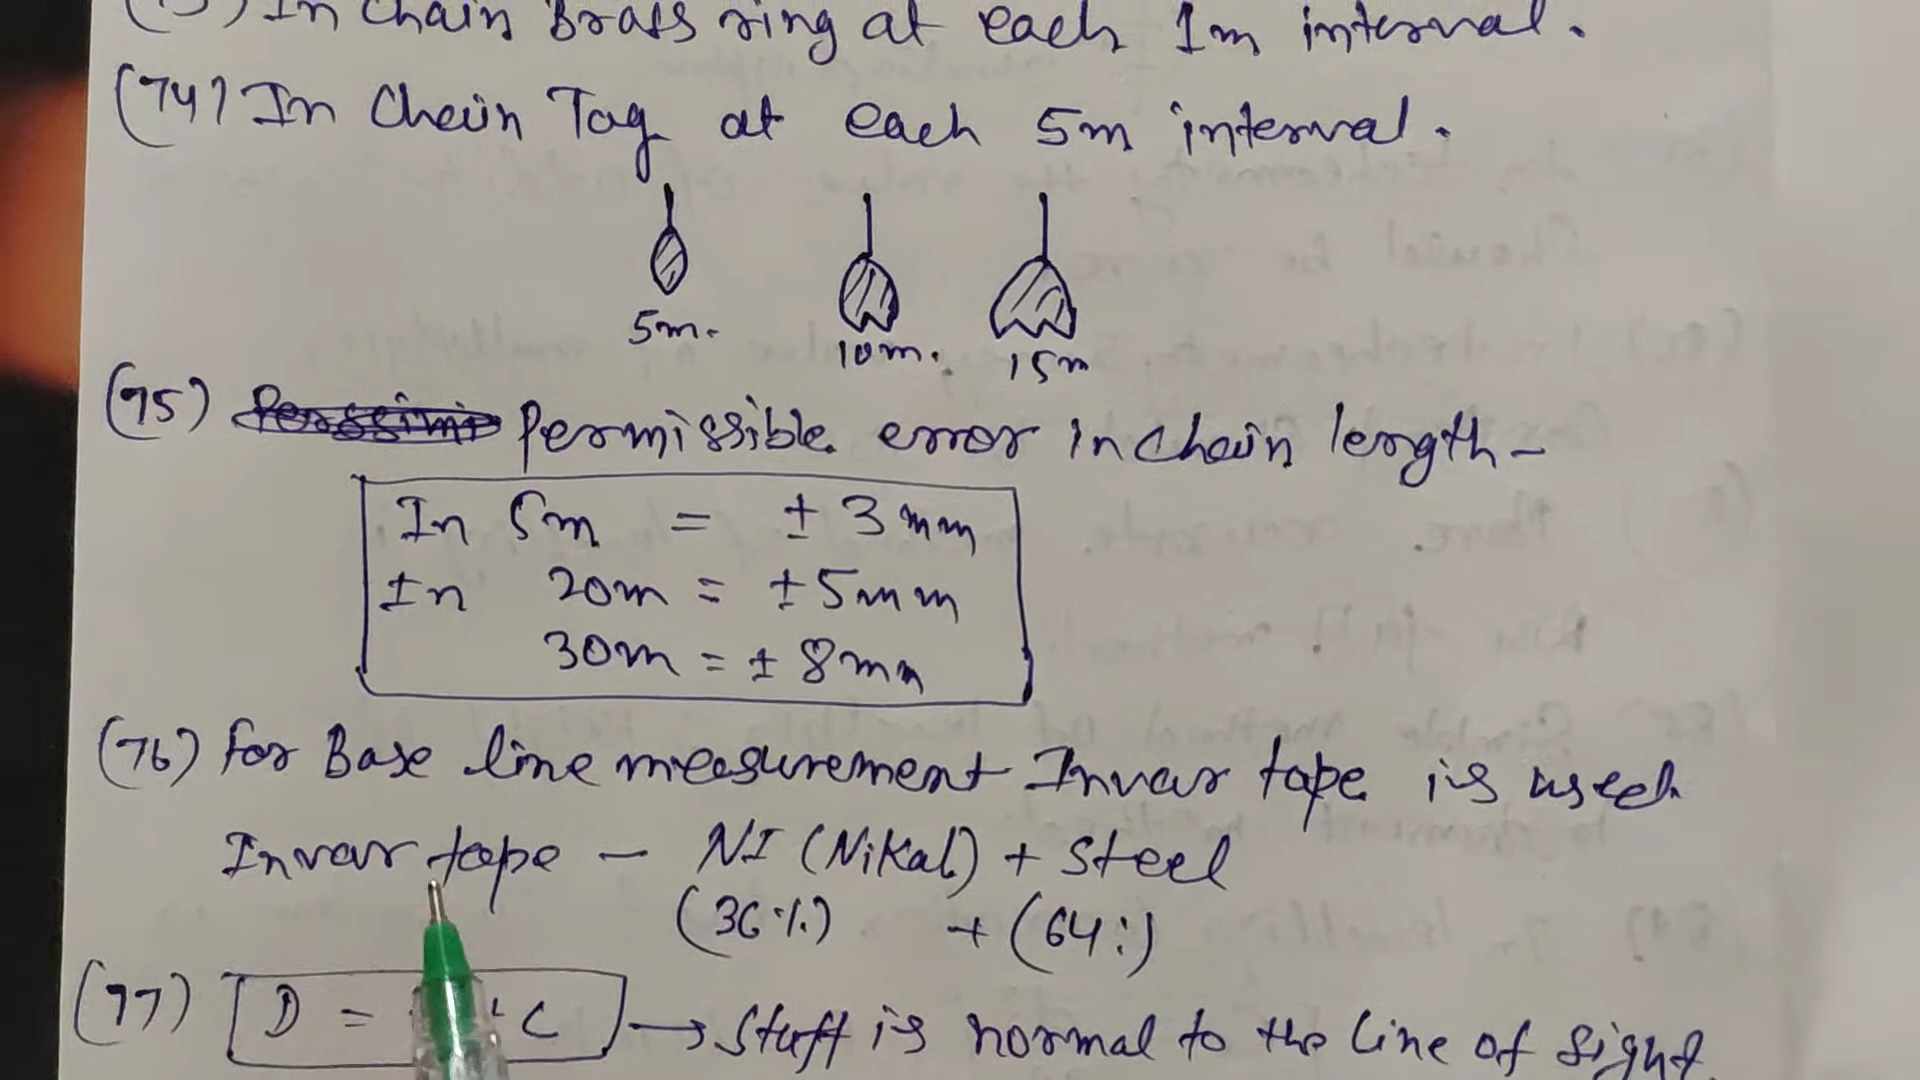 In Chain Brass ring at each 1m interval.
(74) In Chain Tag at each 5m interval.
5m. 10m. 15m
(75) Permissible error in chain length -
In 5m = ± 3mm
In 20m = ±5mm
30m = ± 8mm
(76) For Base line measurement Invar tape is used
Invar tape - NI (Nikal) + Steel
(36%) + (64:)
(77) D = C → Staff is normal to the line of sight.